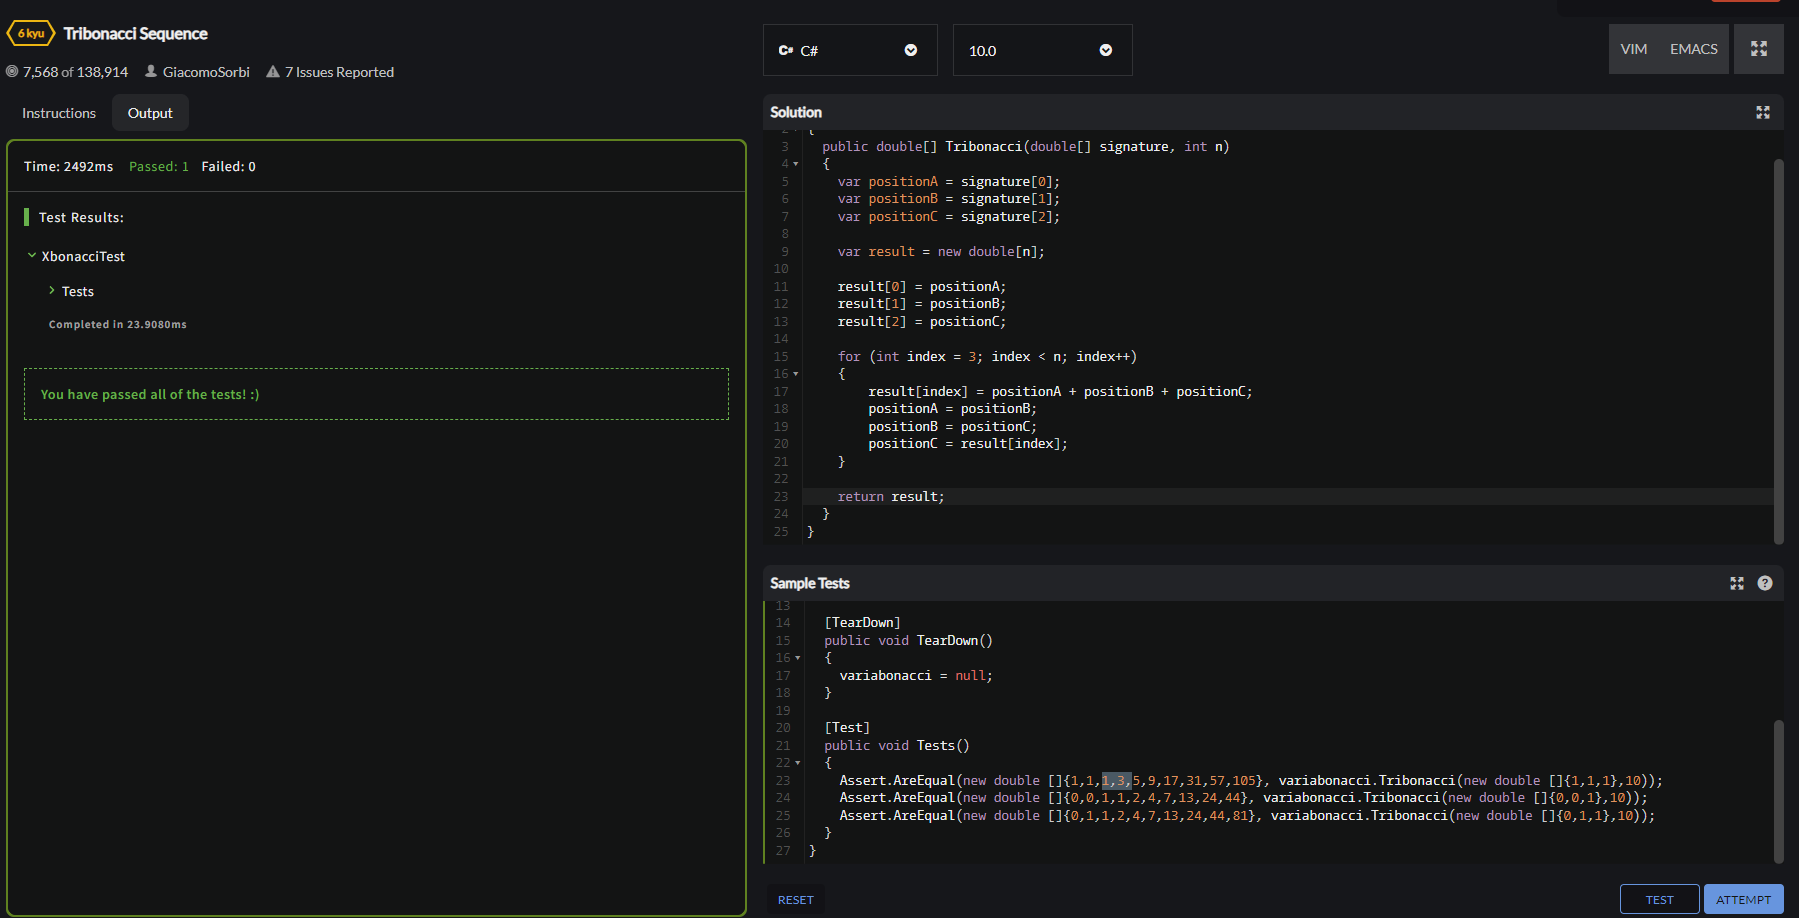 6 kyu Tribonacci Sequence
7,568 of 138,914 GiacomoSorbi 7 Issues Reported
Instructions Output
Time: 2492ms Passed: 1 Failed: 0
Test Results:
XbonacciTest
Tests
Completed in 23.9080ms
You have passed all of the tests! :)
C# C# 10.0 VIM EMACS
Solution
2 {
3 public double[] Tribonacci(double[] signature, int n)
4 {
5 var positionA = signature[0];
6 var positionB = signature[1];
7 var positionC = signature[2];
8
9 var result = new double[n];
10
11 result[0] = positionA;
12 result[1] = positionB;
13 result[2] = positionC;
14
15 for (int index = 3; index < n; index++)
16 {
17 result[index] = positionA + positionB + positionC;
18 positionA = positionB;
19 positionB = positionC;
20 positionC = result[index];
21 }
22
23 return result;
24 }
25 }
Sample Tests ?
13
14 [TearDown]
15 public void TearDown()
16 {
17 variabonacci = null;
18 }
19
20 [Test]
21 public void Tests()
22 {
23 Assert.AreEqual(new double []{1,1,1,3,5,9,17,31,57,105}, variabonacci.Tribonacci(new double []{1,1,1},10));
24 Assert.AreEqual(new double []{0,0,1,1,2,4,7,13,24,44}, variabonacci.Tribonacci(new double []{0,0,1},10));
25 Assert.AreEqual(new double []{0,1,1,2,4,7,13,24,44,81}, variabonacci.Tribonacci(new double []{0,1,1},10));
26 }
27 }
RESET TEST ATTEMPT